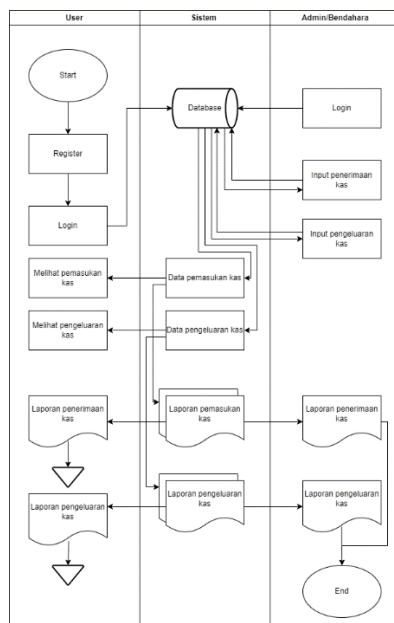 User
Sistem
Admin/Bendahara
Start
Database
Login
Register
Input penerimaan
kas
Login
Input pengeluaran
kas
Melihat pemasukan
kas
Data pemasukan kas
Melihat pengeluaran
kas
Data pengeluaran kas
Laporan penerimaan
kas
Laporan pemasukan
kas
Laporan penerimaan
kas
Laporan pengeluaran
kas
Laporan pengeluaran
kas
Laporan pengeluaran
kas
End